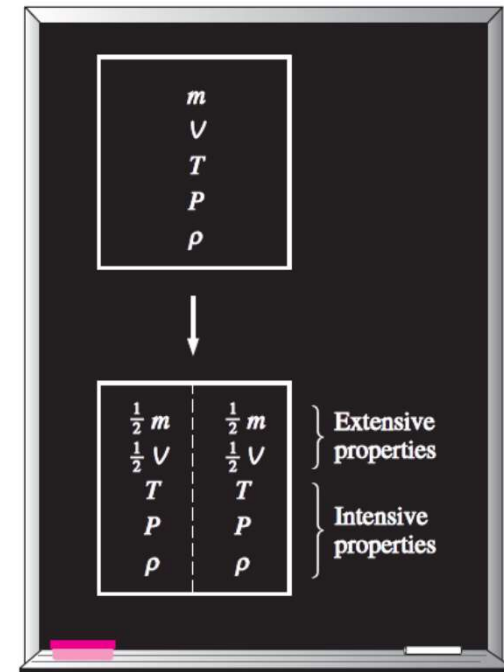 m
V
T
P
ρ
1/2 m 1/2 m
1/2 V 1/2 V
T T
P P
ρ ρ
Extensive
properties
Intensive
properties